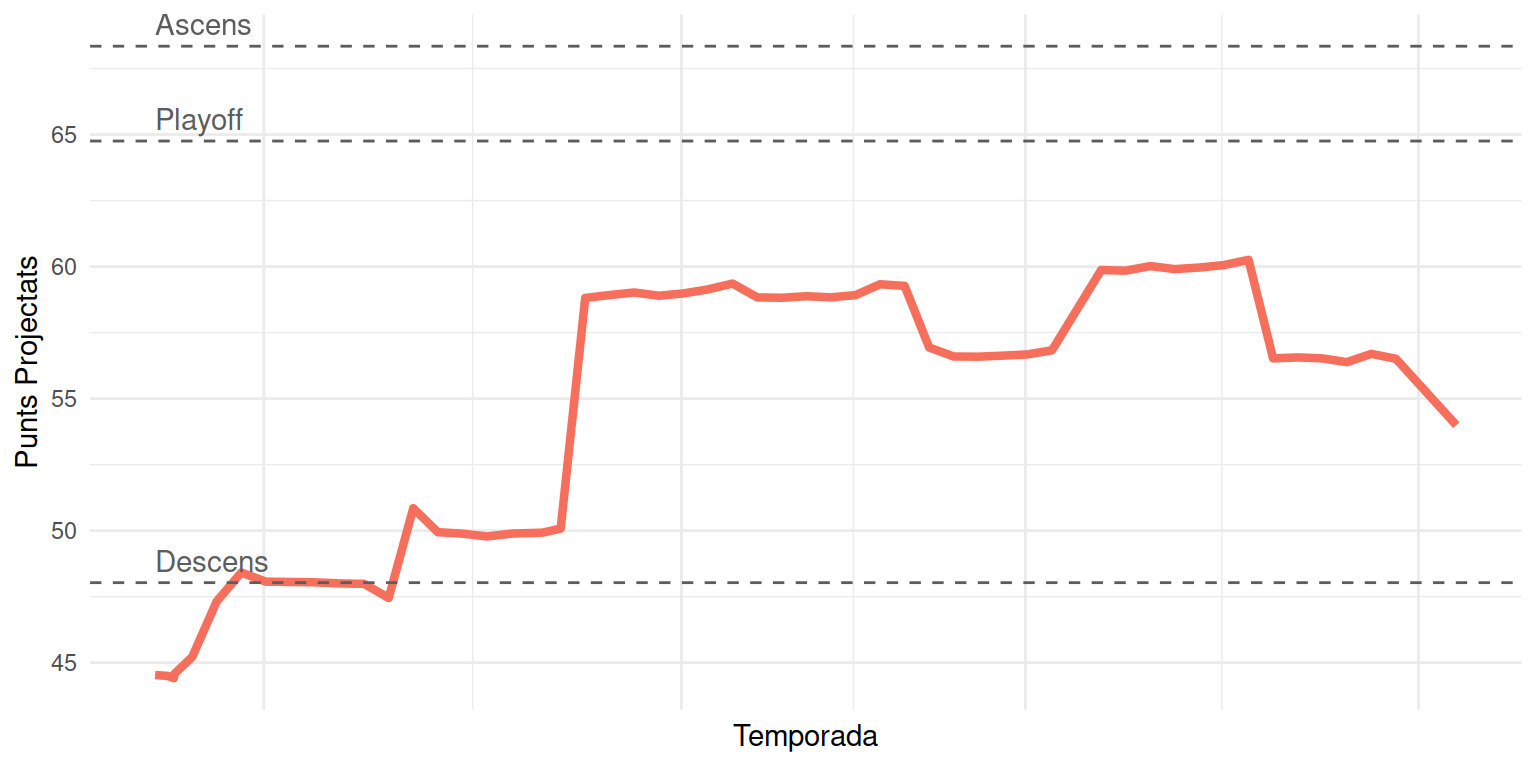 Ascens
Playoff
65
60
55
50
Descens
45
Punts Projectats
Temporada